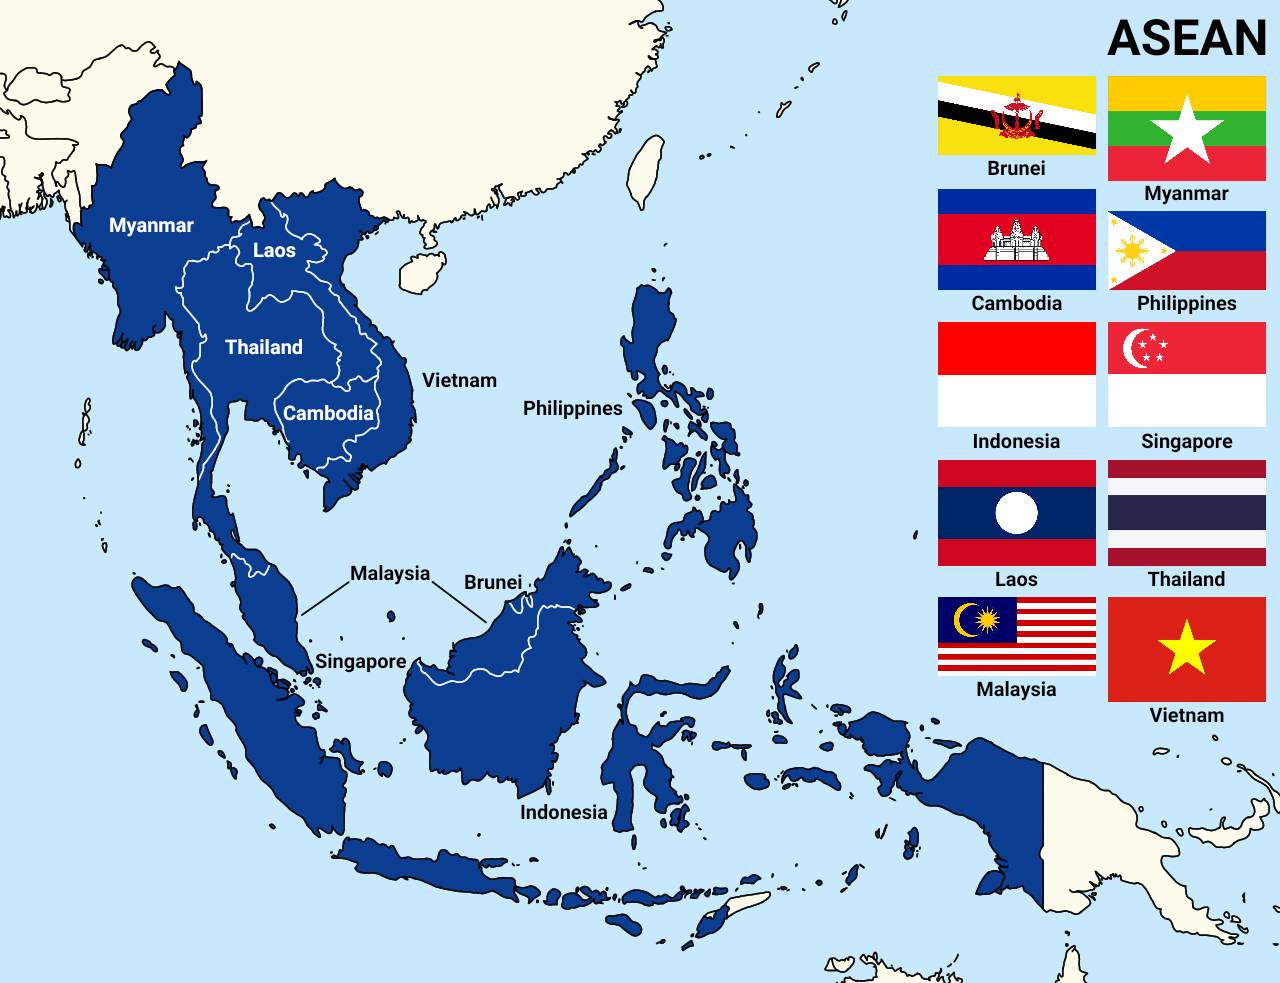 ASEAN
Brunei
Myanmar
Cambodia
Philippines
Indonesia
Singapore
Laos
Thailand
Malaysia
Vietnam
Myanmar
Laos
Thailand
Vietnam
Cambodia
Philippines
Malaysia
Brunei
Singapore
Indonesia